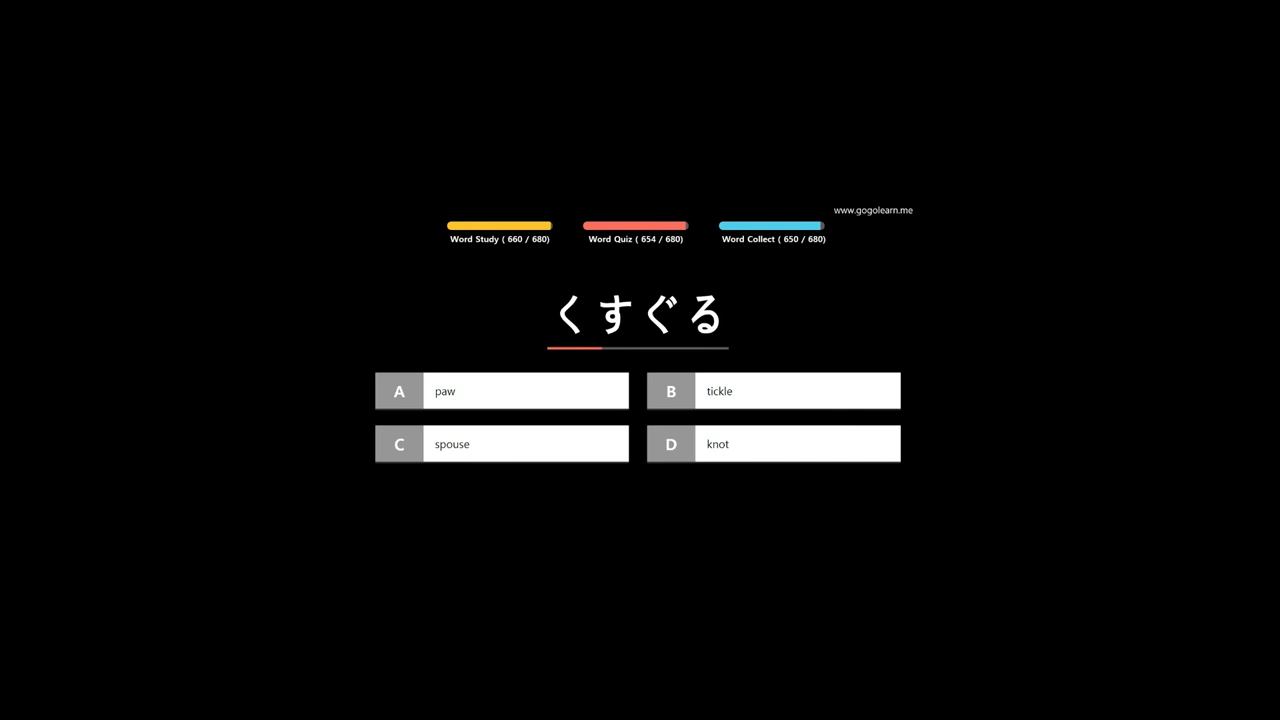 www.gogolearn.me
Word Study ( 660 / 680)
Word Quiz ( 654 / 680)
Word Collect ( 650 / 680)
くすぐる
A paw
B tickle
C spouse
D knot